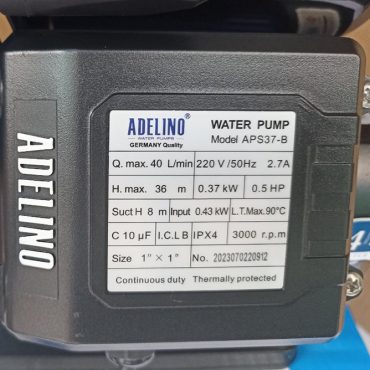 ADELINO
ADELINO®
WATER PUMPS
GERMANY Quality
WATER PUMP
Model APS37-B
Q. max. 40 L/min 220 V /50Hz 2.7A
H. max. 36 m 0.37 kW 0.5 HP
Suct H 8 m Input 0.43 kW L.T.Max.90°C
C 10 µF I.C.L B IPX4 3000 r.p.m
Size 1" × 1" No. 2023070220912
Continuous duty Thermally protected